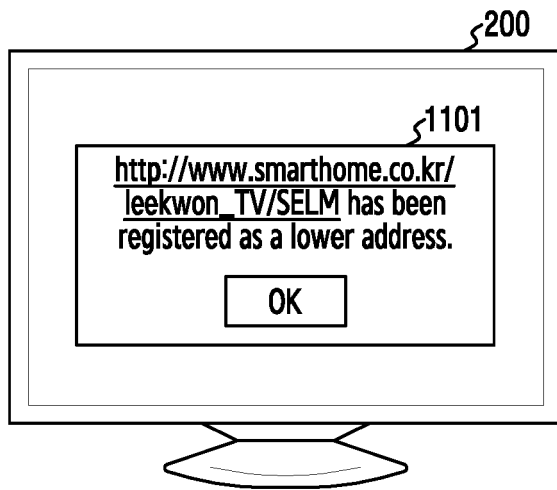 200
1101
http://www.smarthome.co.kr/
leekwon_TV/SELM has been
registered as a lower address.
OK